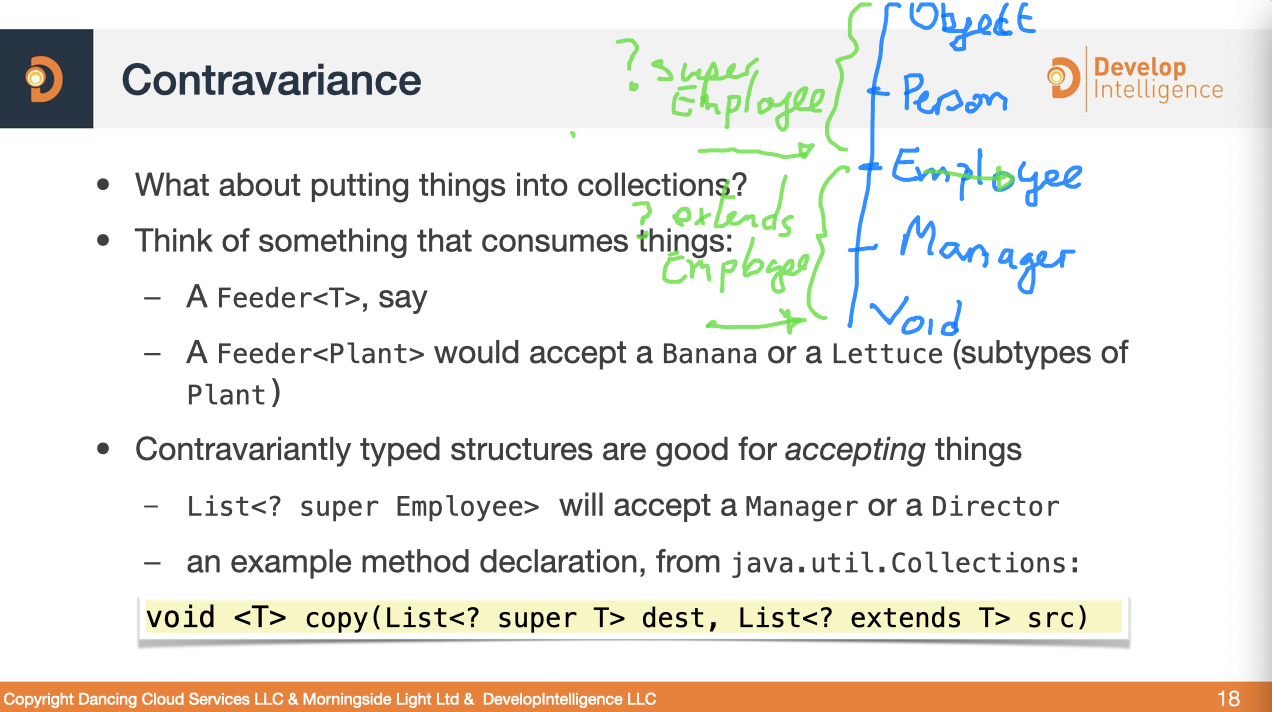 Contravariance
? super
Employee
Object
Person
Employee
Manager
Void
? extends
Employee
Develop
Intelligence
• What about putting things into collections?
• Think of something that consumes things:
– A Feeder<T>, say
– A Feeder<Plant> would accept a Banana or a Lettuce (subtypes of
Plant)
• Contravariantly typed structures are good for accepting things
– List<? super Employee> will accept a Manager or a Director
– an example method declaration, from java.util.Collections:
void <T> copy(List<? super T> dest, List<? extends T> src)
Copyright Dancing Cloud Services LLC & Morningside Light Ltd & DevelopIntelligence LLC
18